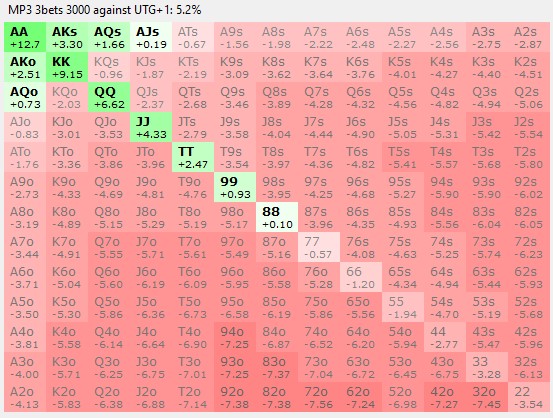 MP3 3bets 3000 against UTG+1: 5.2%
AA AKs AQs AJs ATs A9s A8s A7s A6s A5s A4s A3s A2s
+12.7 +3.30 +1.66 +0.19 -0.67 -1.56 -1.98 -2.22 -2.48 -2.27 -2.56 -2.75 -2.87
AKo KK KQs KJs KTs K9s K8s K7s K6s K5s K4s K3s K2s
+2.51 +9.15 -0.96 -1.87 -2.19 -3.09 -3.62 -3.64 -3.76 -4.01 -4.27 -4.40 -4.51
AQo KQo QQ QJs QTs Q9s Q8s Q7s Q6s Q5s Q4s Q3s Q2s
+0.73 -2.03 +6.62 -2.37 -2.68 -3.46 -3.89 -4.28 -4.32 -4.56 -4.82 -4.94 -5.06
AJo KJo QJo JJ JTs J9s J8s J7s J6s J5s J4s J3s J2s
-0.83 -3.01 -3.53 +4.33 -2.79 -3.58 -4.04 -4.44 -4.90 -5.05 -5.31 -5.42 -5.54
ATo KTo QTo JTo TT T9s T8s T7s T6s T5s T4s T3s T2s
-1.76 -3.36 -3.86 -3.96 +2.47 -3.54 -3.97 -4.36 -4.82 -5.41 -5.57 -5.68 -5.80
A9o K9o Q9o J9o T9o 99 98s 97s 96s 95s 94s 93s 92s
-2.73 -4.33 -4.69 -4.81 -4.76 +0.93 -3.95 -4.25 -4.68 -5.27 -5.90 -5.90 -6.02
A8o K8o Q8o J8o T8o 98o 88 87s 86s 85s 84s 83s 82s
-3.19 -4.89 -5.15 -5.29 -5.19 -5.17 +0.10 -3.96 -4.35 -4.93 -5.56 -6.04 -6.05
A7o K7o Q7o J7o T7o 97o 87o 77 76s 75s 74s 73s 72s
-3.44 -4.91 -5.55 -5.71 -5.61 -5.49 -5.16 -0.57 -4.08 -4.63 -5.25 -5.74 -6.23
A6o K6o Q6o J6o T6o 96o 86o 76o 66 65s 64s 63s 62s
-3.71 -5.04 -5.60 -6.19 -6.09 -5.95 -5.58 -5.28 -1.20 -4.34 -4.94 -5.44 -5.93
A5o K5o Q5o J5o T5o 95o 85o 75o 65o 55 54s 53s 52s
-3.50 -5.30 -5.86 -6.36 -6.73 -6.58 -6.19 -5.86 -5.56 -1.94 -4.70 -5.19 -5.68
A4o K4o Q4o J4o T4o 94o 84o 74o 64o 54o 44 43s 42s
-3.81 -5.58 -6.14 -6.64 -6.90 -7.25 -6.87 -6.52 -6.20 -5.94 -2.77 -5.47 -5.96
A3o K3o Q3o J3o T3o 93o 83o 73o 63o 53o 43o 33 32s
-4.00 -5.71 -6.25 -6.75 -7.01 -7.25 -7.37 -7.04 -6.72 -6.45 -6.75 -3.28 -6.13
A2o K2o Q2o J2o T2o 92o 82o 72o 62o 52o 42o 32o 22
-4.13 -5.83 -6.38 -6.88 -7.14 -7.38 -7.38 -7.56 -7.24 -6.98 -7.27 -7.45 -3.54